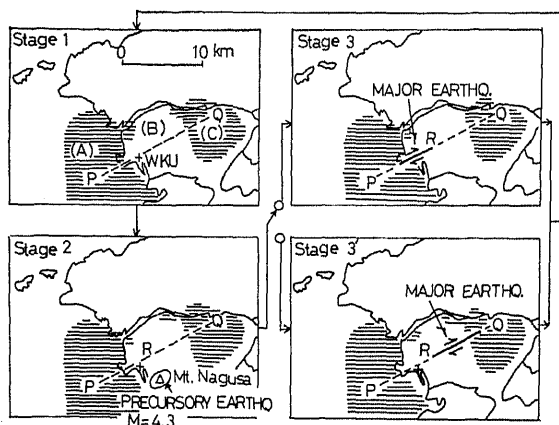 Stage 1
0 10 km
(A)
(B)
(C)
Q
WKU
P
Stage 2
Q
R
P
A
Mt. Nagusa
PRECURSORY EARTHQ
M=4.3
Stage 3
MAJOR EARTHQ.
Q
R
P
Stage 3'
MAJOR EARTHQ.
Q
R
P